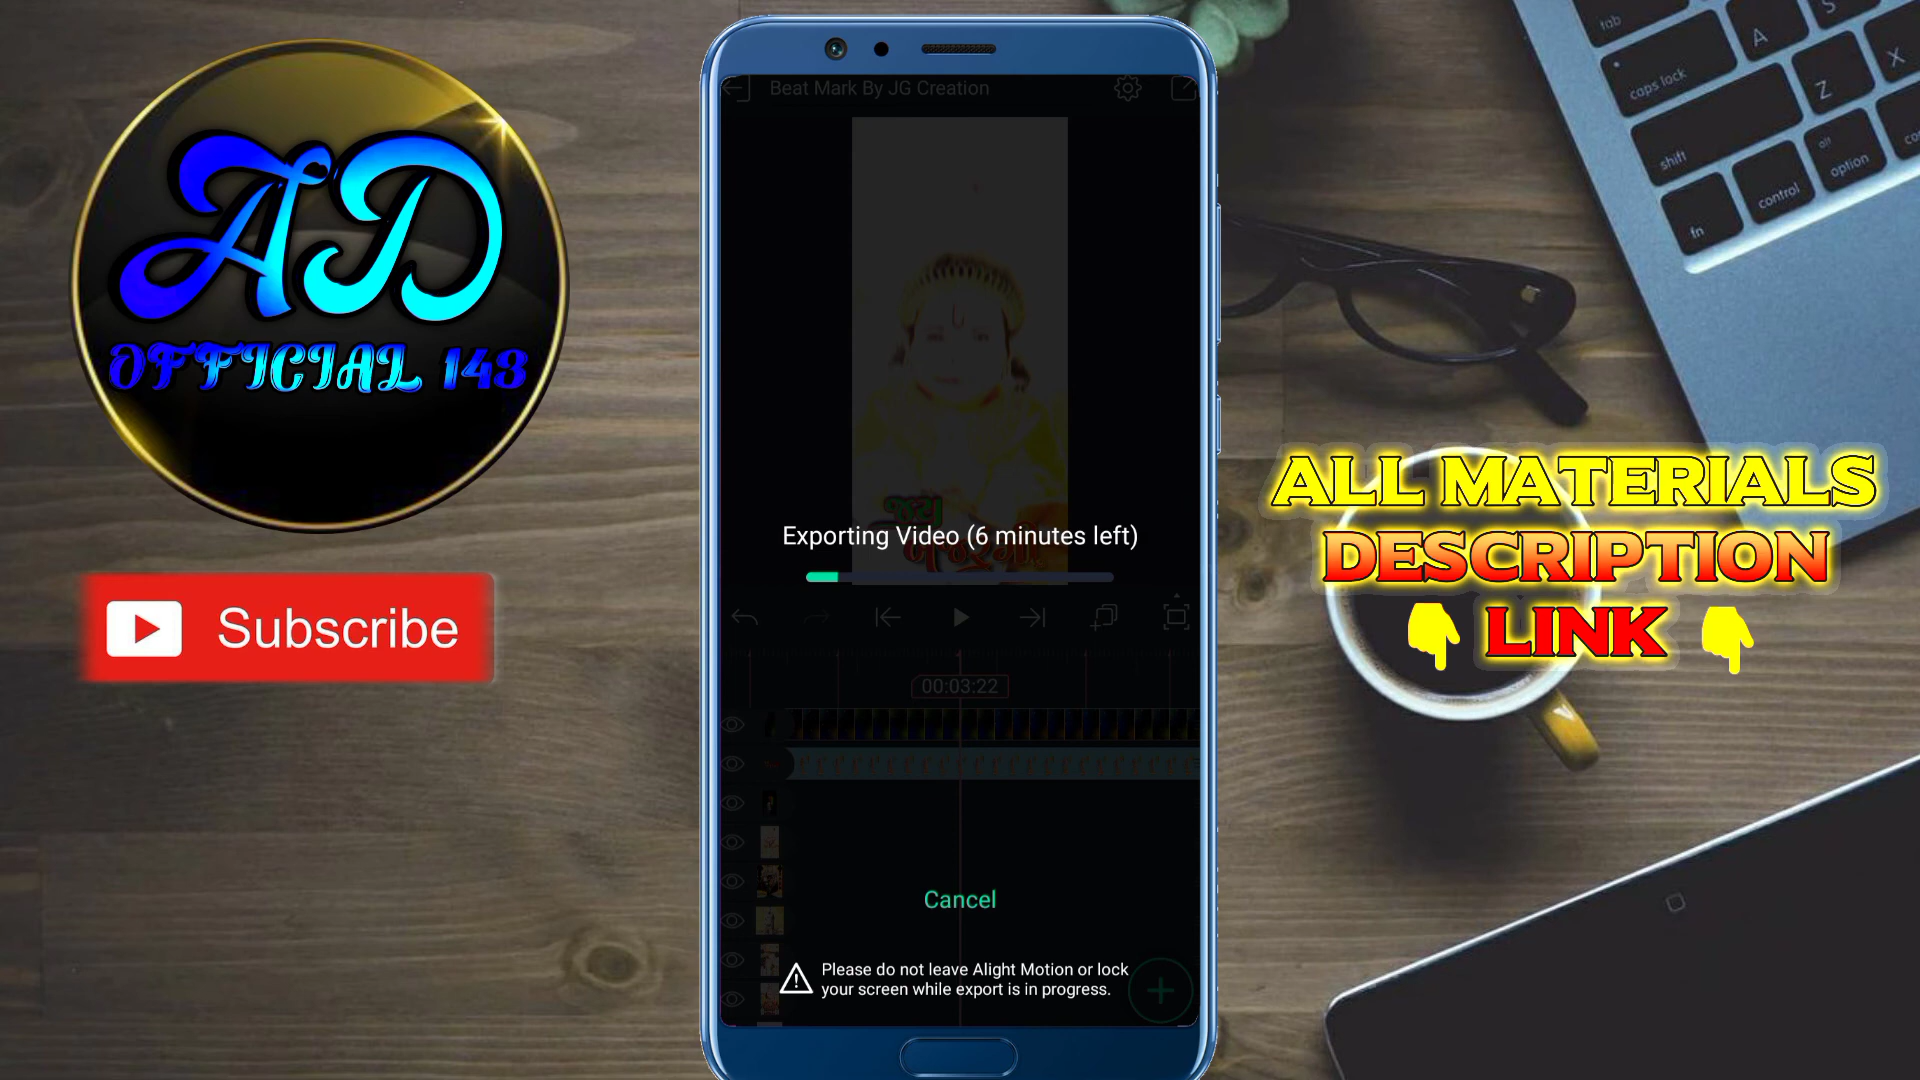 AD
OFFICIAL 143
Subscribe
Beat Mark By JG Creation
જય
બજરંગ
Exporting Video (6 minutes left)
00:03:22
Cancel
Please do not leave Alight Motion or lock
your screen while export is in progress.
ALL MATERIALS
DESCRIPTION
👇 LINK 👇
tab
A
S
caps lock
Z
X
shift
alt
option
control
fn